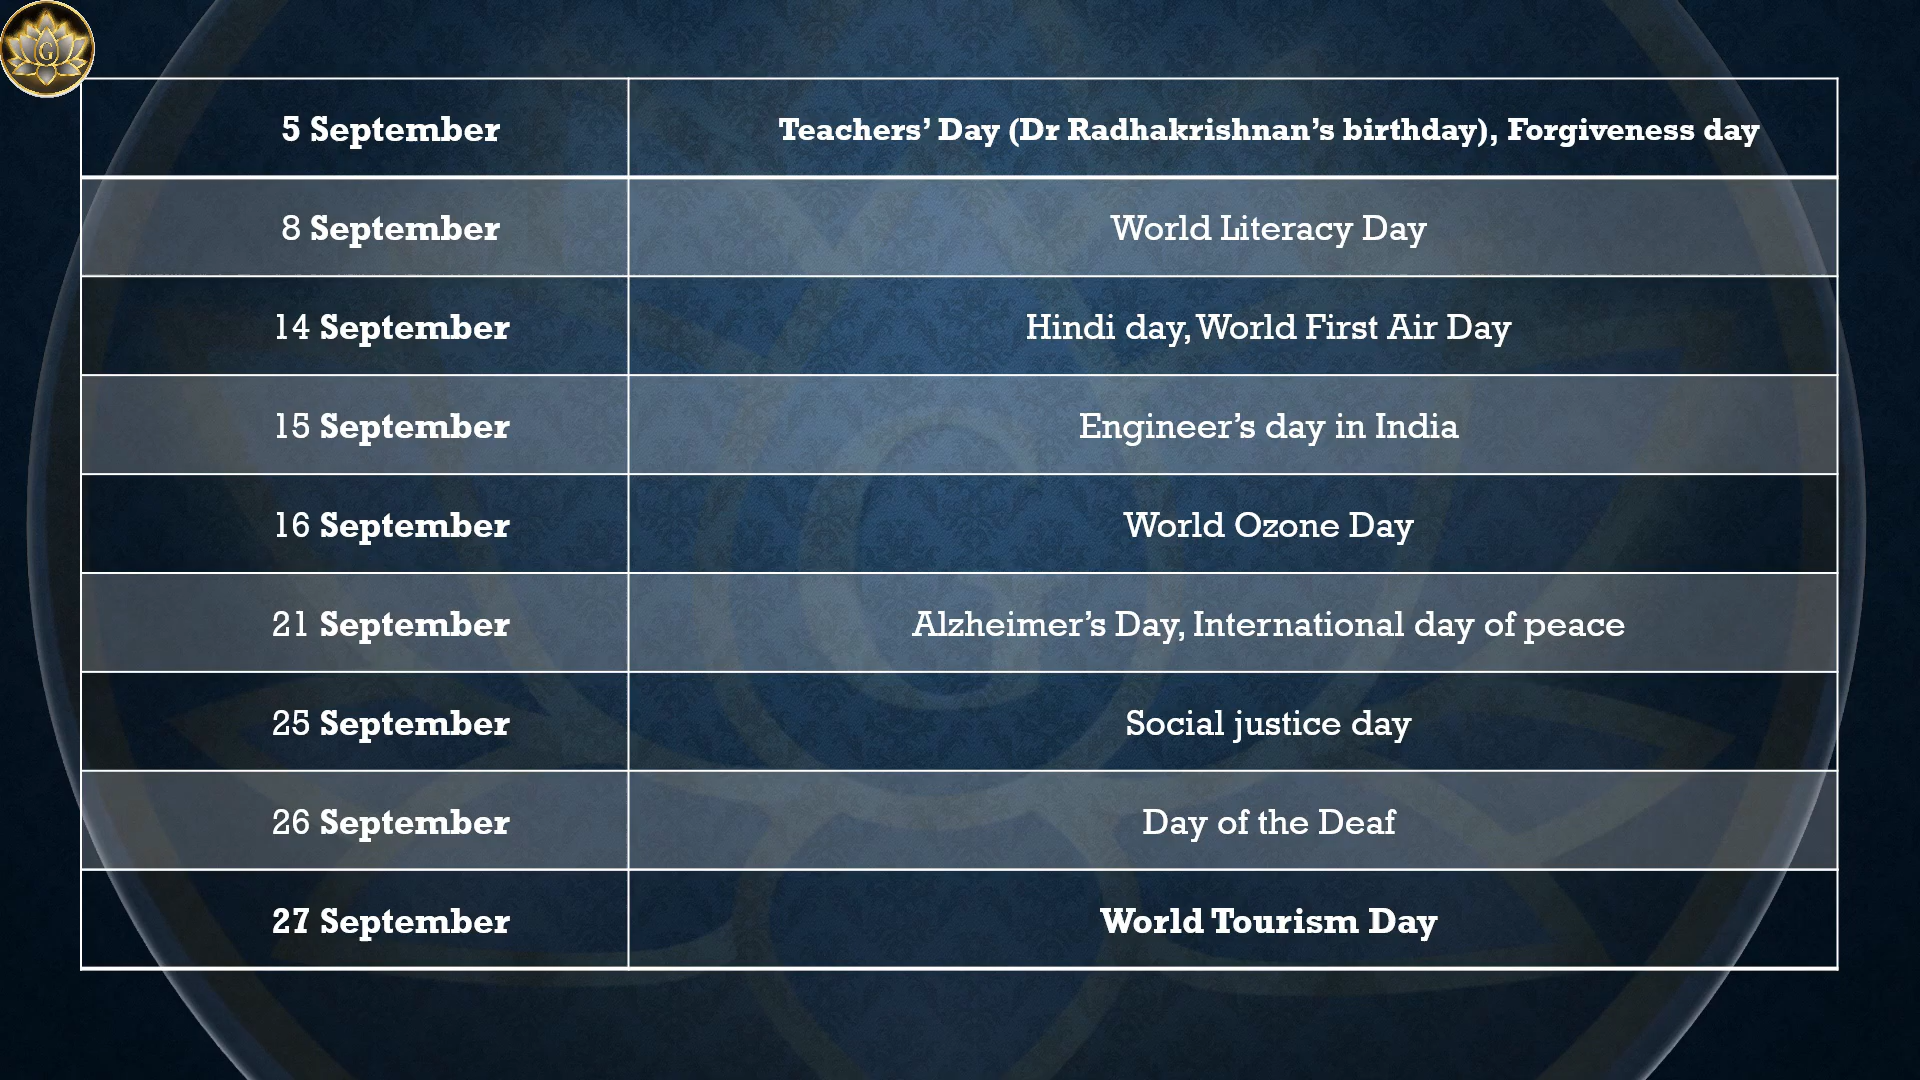 G
5 September Teachers’ Day (Dr Radhakrishnan’s birthday), Forgiveness day
8 September World Literacy Day
14 September Hindi day, World First Air Day
15 September Engineer’s day in India
16 September World Ozone Day
21 September Alzheimer’s Day, International day of peace
25 September Social justice day
26 September Day of the Deaf
27 September World Tourism Day